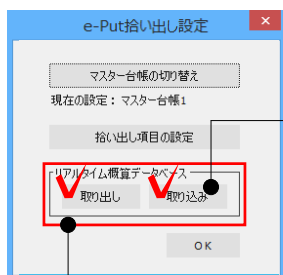 e-Put拾い出し設定
マスター台帳の切り替え
現在の設定：マスター台帳1
拾い出し項目の設定
リアルタイム概算データベース
取り出し 取り込み
OK